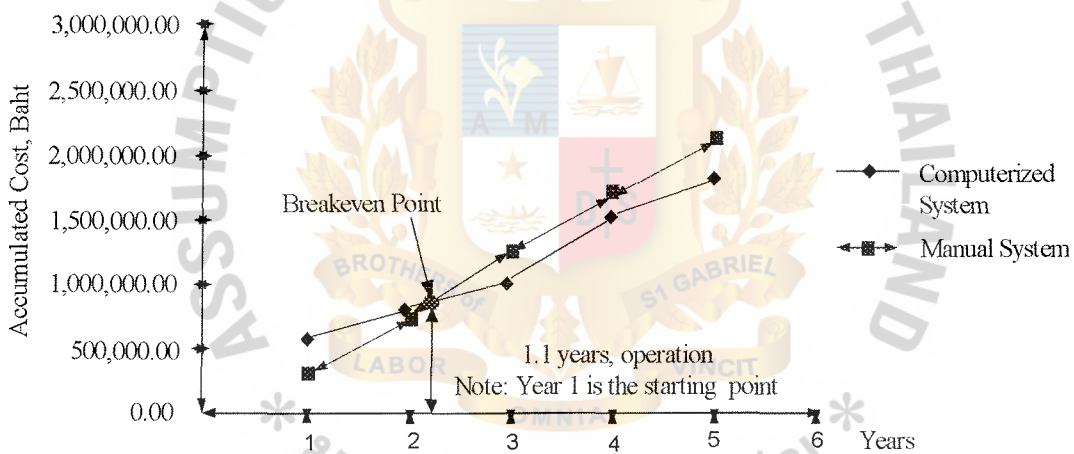 3,000,000.00
2,500,000.00
2,000,000.00
1,500,000.00
1,000,000.00
500,000.00
0.00
Accumulated Cost, Baht
Breakeven Point
1.1 years, operation
Note: Year 1 is the starting point
1 2 3 4 5 6 Years
Computerized
System
Manual System
ASSUMPTIO
THAILAND
A M
D S
BROTHERS of
S1 GABRIEL
LABOR
VINCIT
OMNIA